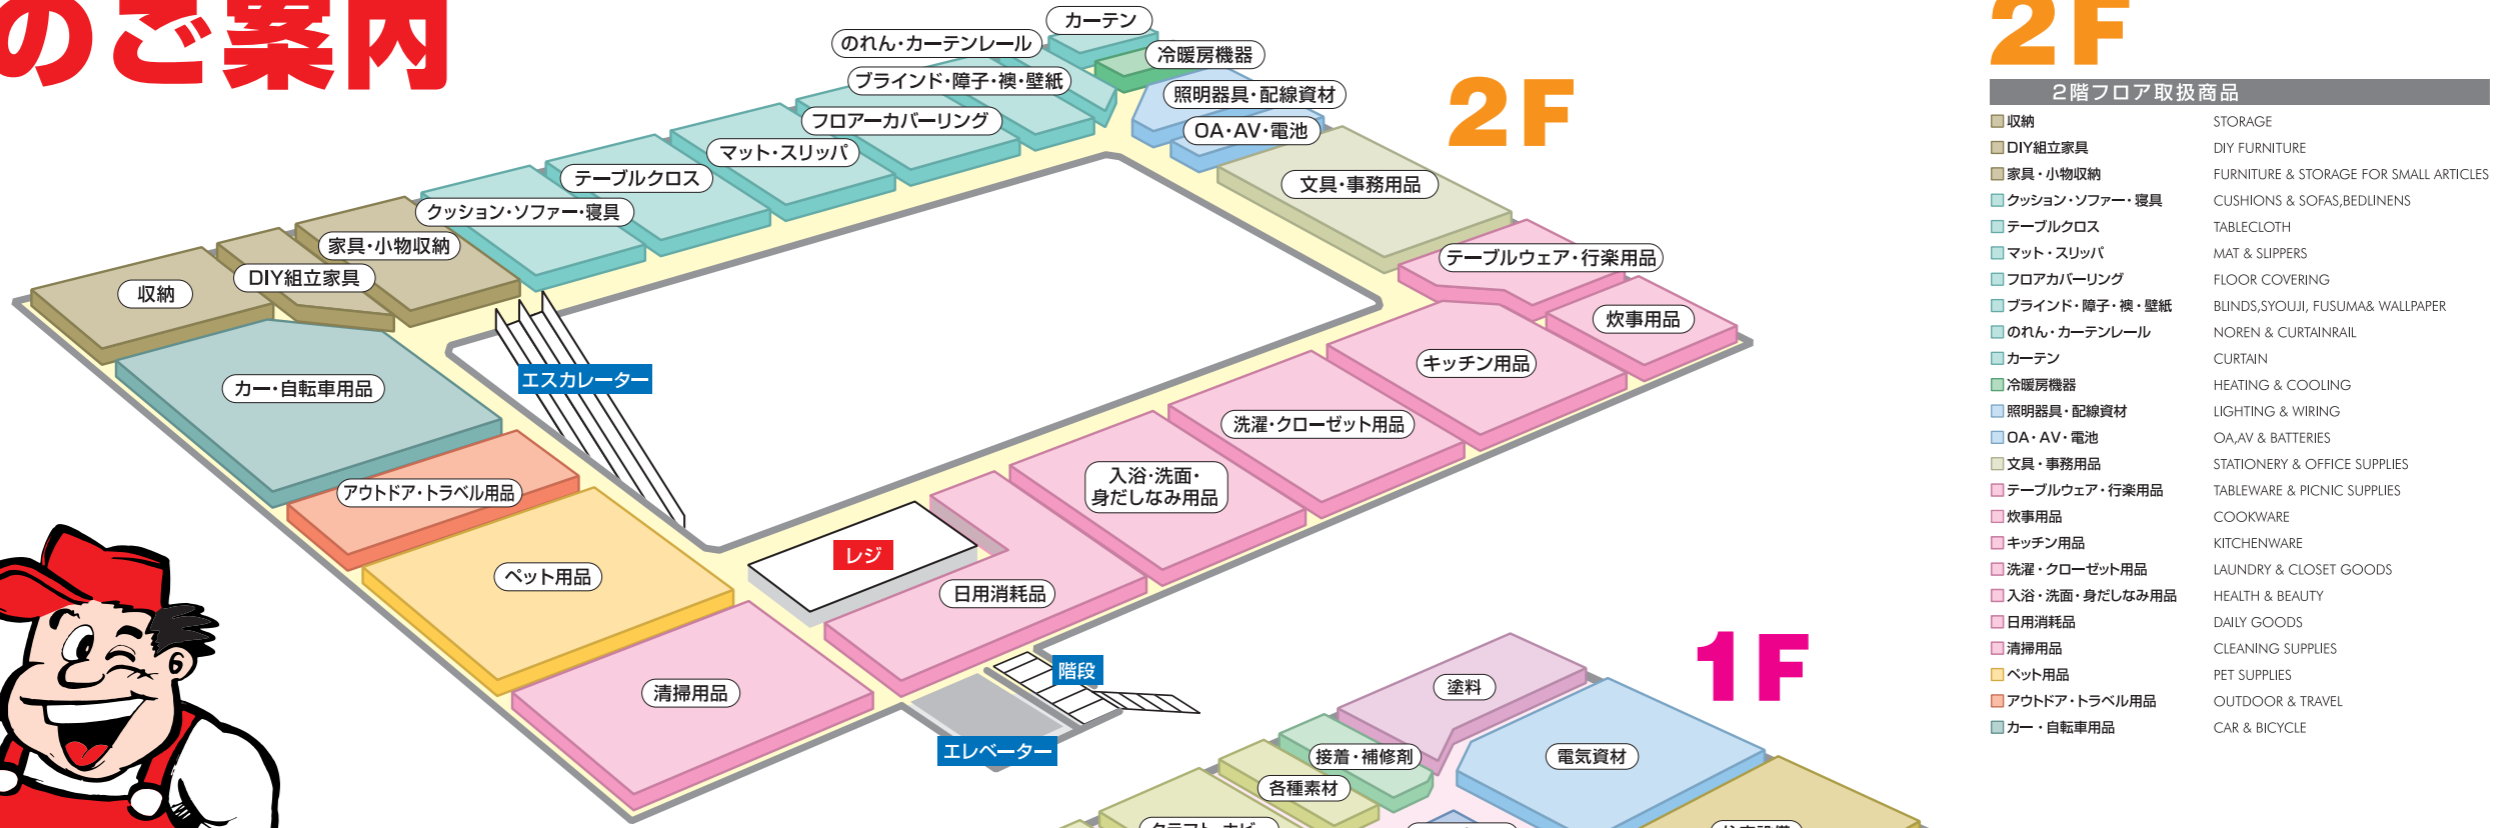 のご案内
カーテン
のれん・カーテンレール
冷暖房機器
ブラインド・障子・襖・壁紙
照明器具・配線資材
フロアーカバーリング
OA・AV・電池
マット・スリッパ
テーブルクロス
文具・事務用品
クッション・ソファー・寝具
家具・小物収納
テーブルウェア・行楽用品
DIY組立家具
収納
炊事用品
キッチン用品
エスカレーター
カー・自転車用品
洗濯・クローゼット用品
入浴・洗面・
身だしなみ用品
アウトドア・トラベル用品
レジ
ペット用品
日用消耗品
階段
清掃用品
エレベーター
2F
1F
塗料
接着・補修剤
電気資材
各種素材
2F
2階フロア取扱商品
収納 STORAGE
DIY組立家具 DIY FURNITURE
家具・小物収納 FURNITURE & STORAGE FOR SMALL ARTICLES
クッション・ソファー・寝具 CUSHIONS & SOFAS,BEDLINENS
テーブルクロス TABLECLOTH
マット・スリッパ MAT & SLIPPERS
フロアカバーリング FLOOR COVERING
ブラインド・障子・襖・壁紙 BLINDS,SYOUJI, FUSUMA& WALLPAPER
のれん・カーテンレール NOREN & CURTAINRAIL
カーテン CURTAIN
冷暖房機器 HEATING & COOLING
照明器具・配線資材 LIGHTING & WIRING
OA・AV・電池 OA,AV & BATTERIES
文具・事務用品 STATIONERY & OFFICE SUPPLIES
テーブルウェア・行楽用品 TABLEWARE & PICNIC SUPPLIES
炊事用品 COOKWARE
キッチン用品 KITCHENWARE
洗濯・クローゼット用品 LAUNDRY & CLOSET GOODS
入浴・洗面・身だしなみ用品 HEALTH & BEAUTY
日用消耗品 DAILY GOODS
清掃用品 CLEANING SUPPLIES
ペット用品 PET SUPPLIES
アウトドア・トラベル用品 OUTDOOR & TRAVEL
カー・自転車用品 CAR & BICYCLE